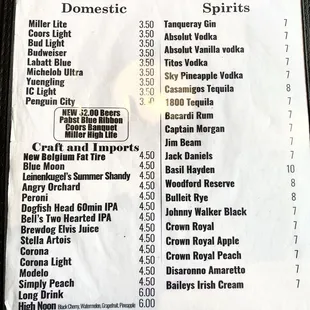 Domestic
Miller Lite 3.50
Coors Light 3.50
Bud Light 3.50
Budweiser 3.50
Labatt Blue 3.50
Michelob Ultra 3.50
Yuengling 3.50
IC Light 3.50
Penguin City 3.50
NEW $2.00 BEERS
Pabst Blue Ribbon
Coors Banquet
Miller High Life
Craft and Imports
New Belgium Fat Tire 4.50
Blue Moon 4.50
Leinenkugel's Summer Shandy 4.50
Angry Orchard 4.50
Peroni 4.50
Dogfish Head 60min IPA 4.50
Bell's Two Hearted IPA 4.50
Brewdog Elvis Juice 4.50
Stella Artois 4.50
Corona 4.50
Corona Light 4.50
Modelo 4.50
Simply Peach 4.50
Long Drink 6.00
High Noon Black Cherry, Watermelon, Grapefruit, Pineapple 6.00
Spirits
Tanqueray Gin 7
Absolut Vodka 7
Absolut Vanilla vodka 7
Titos Vodka 7
Sky Pineapple Vodka 7
Casamigos Tequila 8
1800 Tequila 7
Bacardi Rum 7
Captain Morgan 7
Jim Beam 7
Jack Daniels 7
Basil Hayden 10
Woodford Reserve 8
Bulleit Rye 8
Johnny Walker Black 7
Crown Royal 7
Crown Royal Apple 7
Crown Royal Peach 7
Disaronno Amaretto 7
Baileys Irish Cream 7